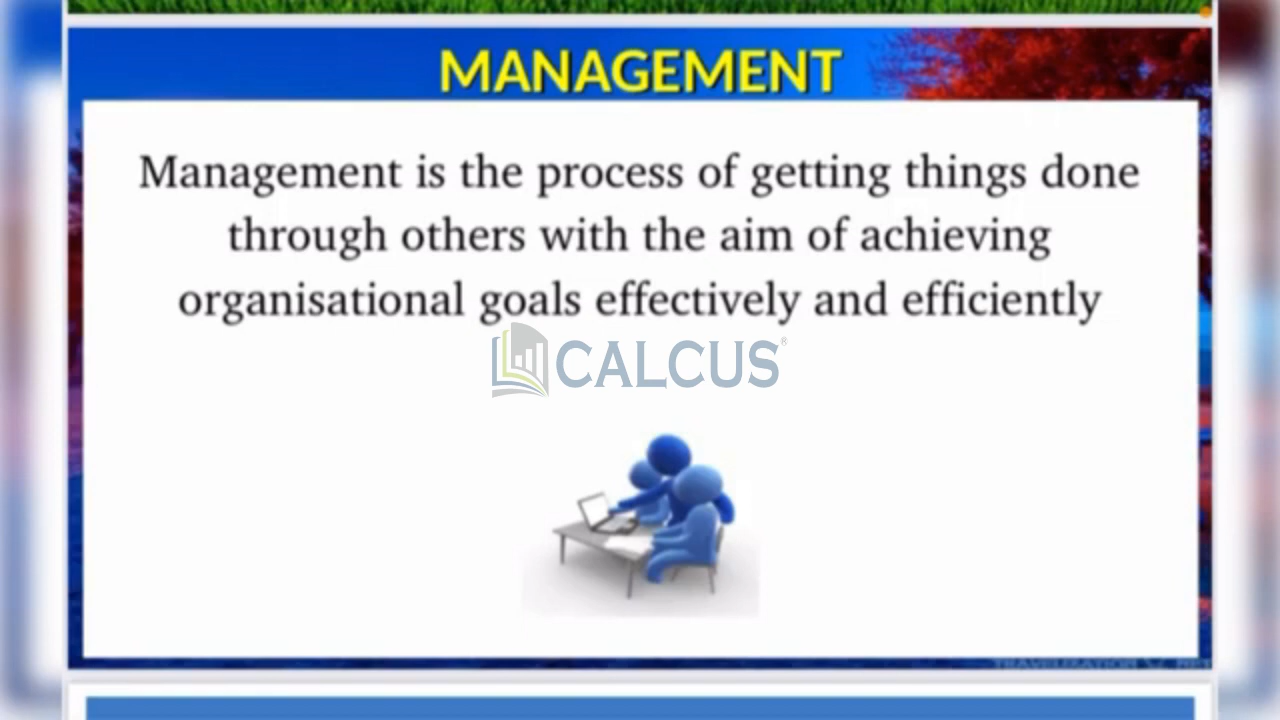 MANAGEMENT
Management is the process of getting things done
through others with the aim of achieving
organisational goals effectively and efficiently
CALCUS®